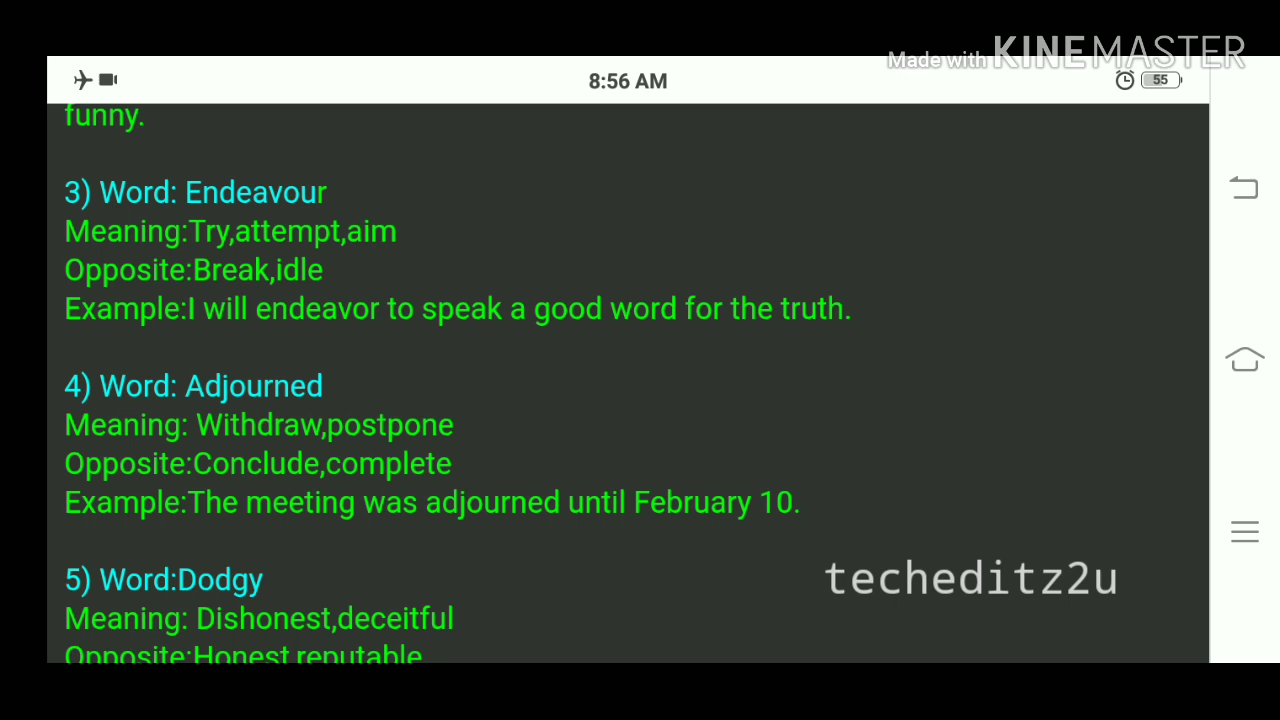 Made with KINEMASTER
8:56 AM
55
funny.
3) Word: Endeavour
Meaning:Try,attempt,aim
Opposite:Break,idle
Example:I will endeavor to speak a good word for the truth.
4) Word: Adjourned
Meaning: Withdraw,postpone
Opposite:Conclude,complete
Example:The meeting was adjourned until February 10.
5) Word:Dodgy
techeditz2u
Meaning: Dishonest,deceitful
Opposite:Honest,reputable